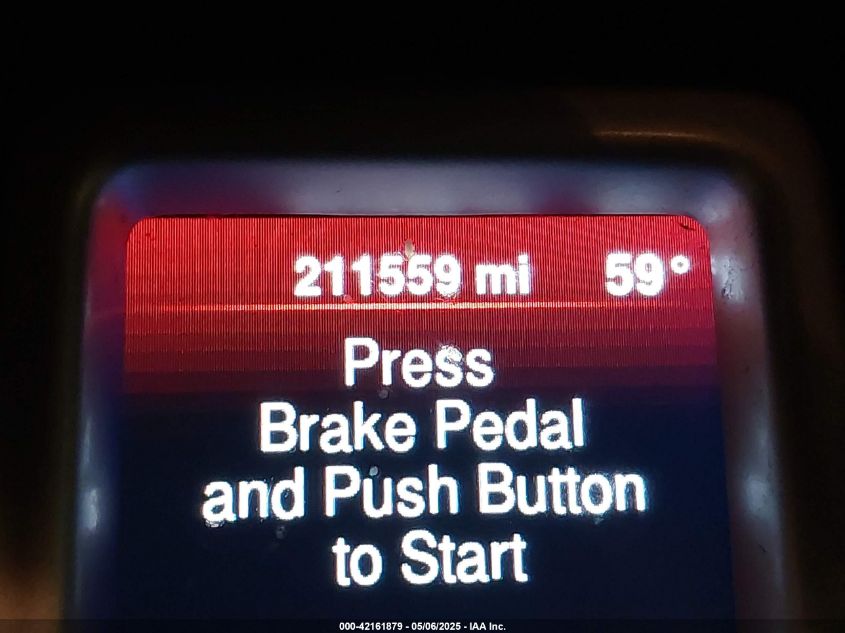 211559 mi 59°
Press
Brake Pedal
and Push Button
to Start
000-42161879 - 05/06/2025 - IAA Inc.